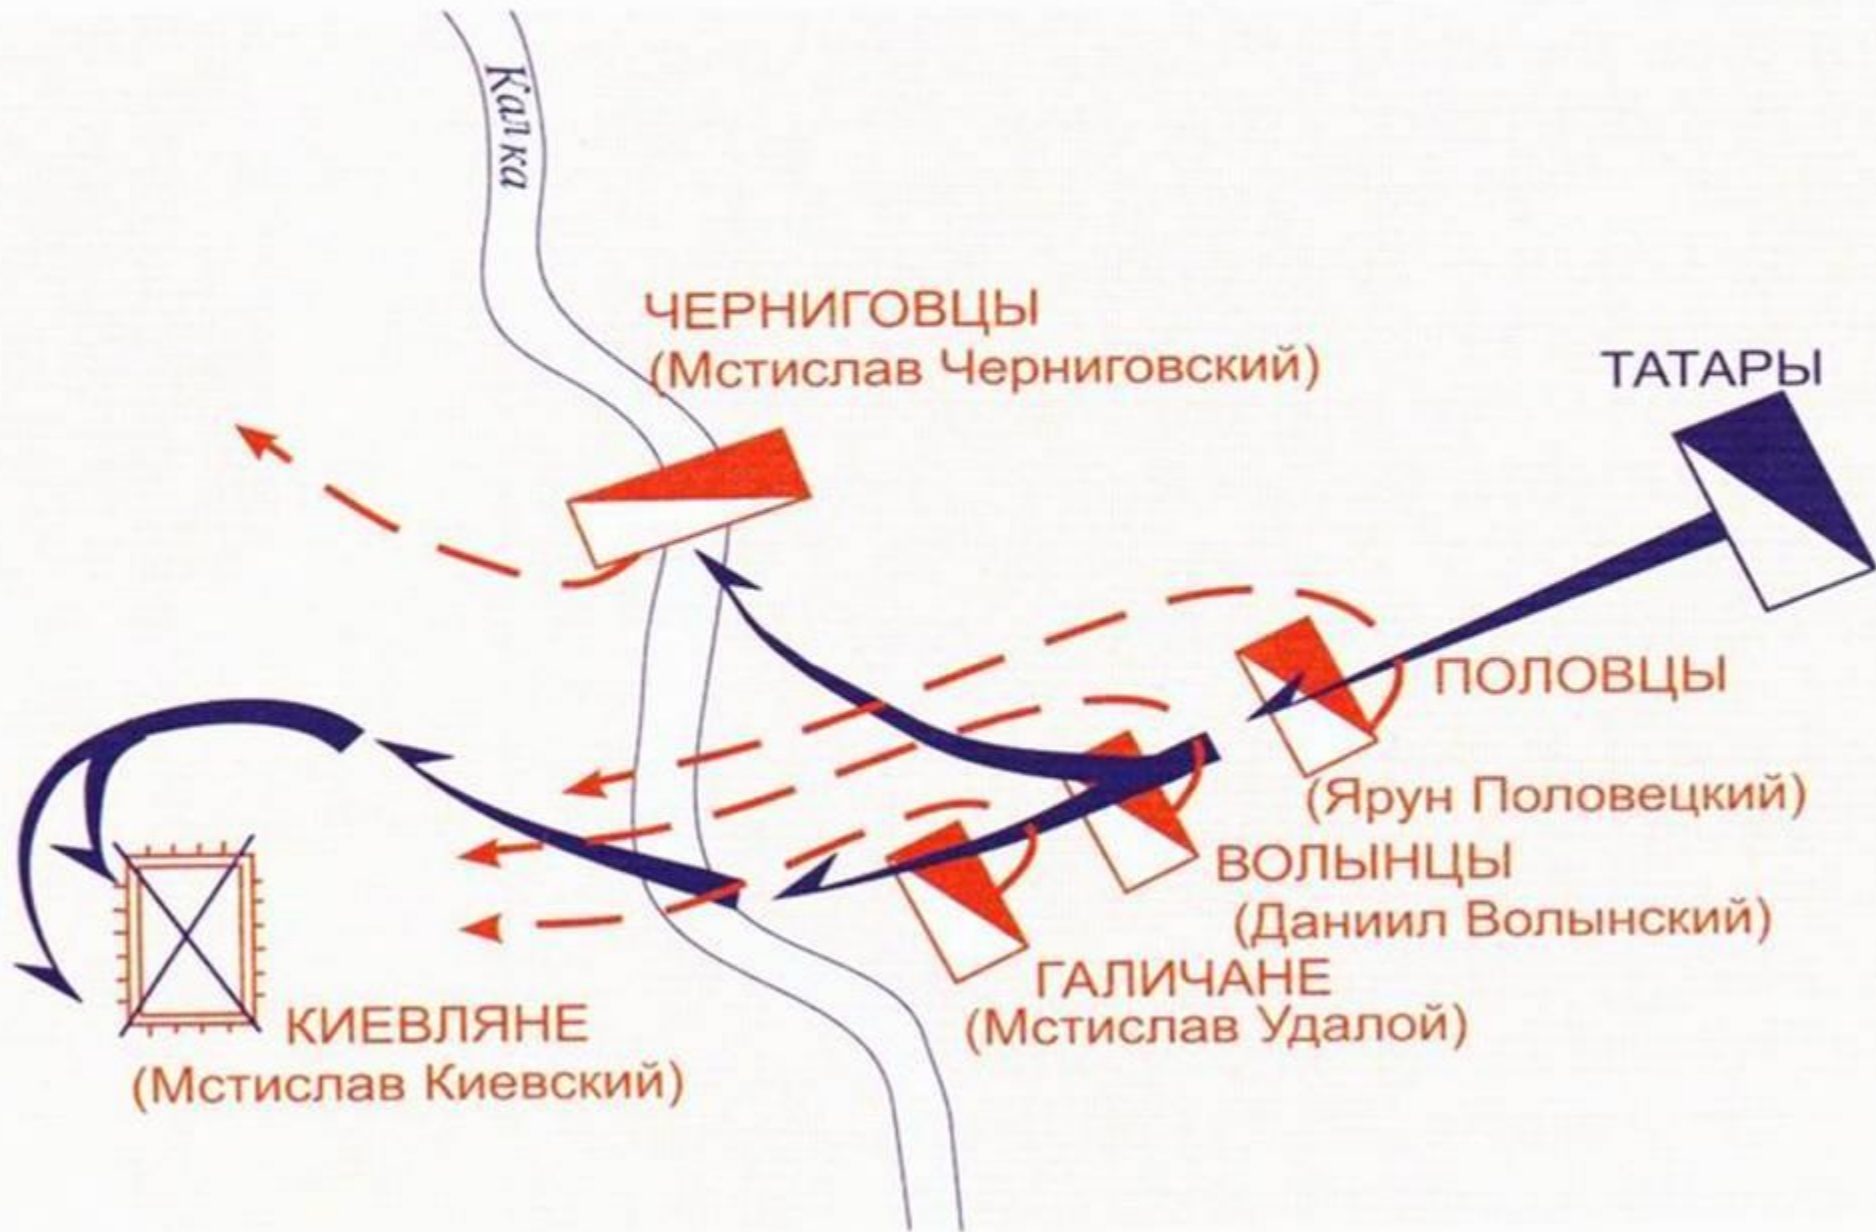 Калка
ЧЕРНИГОВЦЫ
(Мстислав Черниговский)
ТАТАРЫ
ПОЛОВЦЫ
(Ярун Половецкий)
ВОЛЫНЦЫ
(Даниил Волынский)
ГАЛИЧАНЕ
(Мстислав Удалой)
КИЕВЛЯНЕ
(Мстислав Киевский)